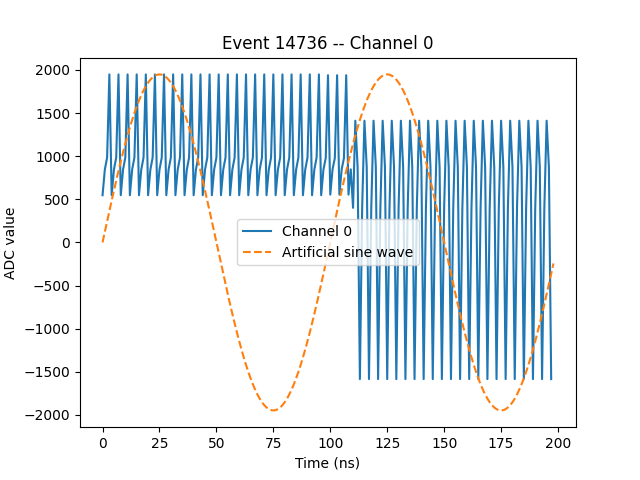 Event 14736 -- Channel 0
ADC value
2000
1500
1000
500
0
−500
−1000
−1500
−2000
Channel 0
Artificial sine wave
0 25 50 75 100 125 150 175 200
Time (ns)